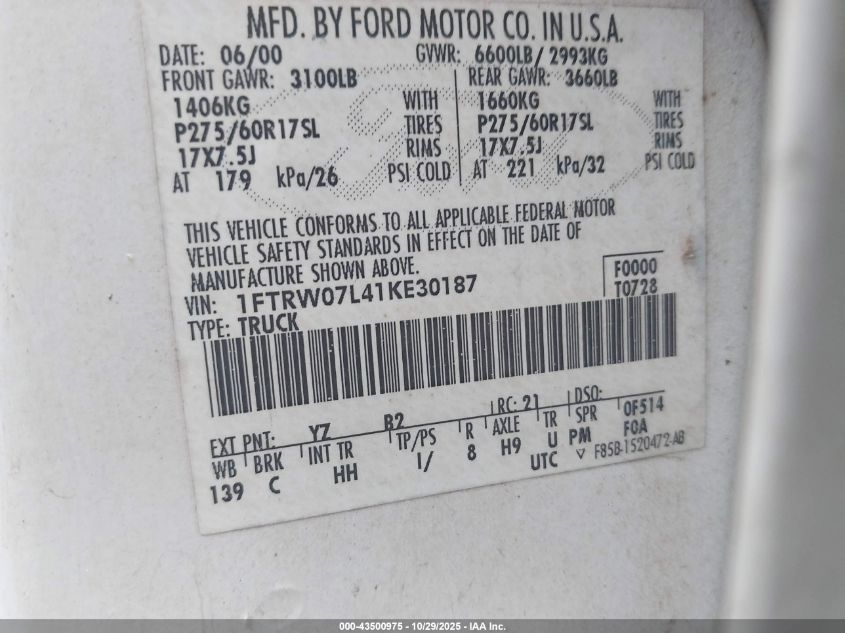 MFD. BY FORD MOTOR CO. IN U.S.A.
DATE: 06/00 GVWR: 6600LB/ 2993KG
FRONT GAWR: 3100LB REAR GAWR: 3660LB
1406KG WITH 1660KG WITH
P275/60R17SL TIRES P275/60R17SL TIRES
17X7.5J RIMS 17X7.5J RIMS
AT 179 kPa/26 PSI COLD AT 221 kPa/32 PSI COLD
THIS VEHICLE CONFORMS TO ALL APPLICABLE FEDERAL MOTOR
VEHICLE SAFETY STANDARDS IN EFFECT ON THE DATE OF
MANUFACTURE SHOWN ABOVE.
VIN: 1FTRW07L41KE30187 F0000
TYPE: TRUCK T0728
EXT PNT: YZ B2 RC: 21 DSO:
WB BRK INT TR TP/PS R AXLE TR SPR 0F514
139 C HH I/ 8 H9 U PM F0A
UTC ▽ F85B-1520472-AB
000-43500975 - 10/29/2025 - IAA Inc.